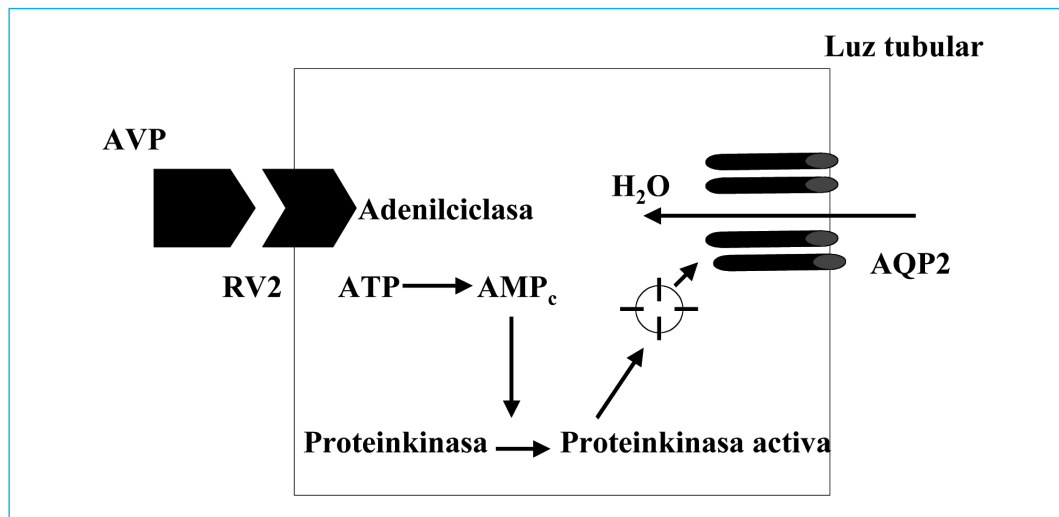 Luz tubular
AVP
H₂O
Adenilciclasa
RV2
ATP
AMPc
AQP2
Proteinkinasa
Proteinkinasa activa